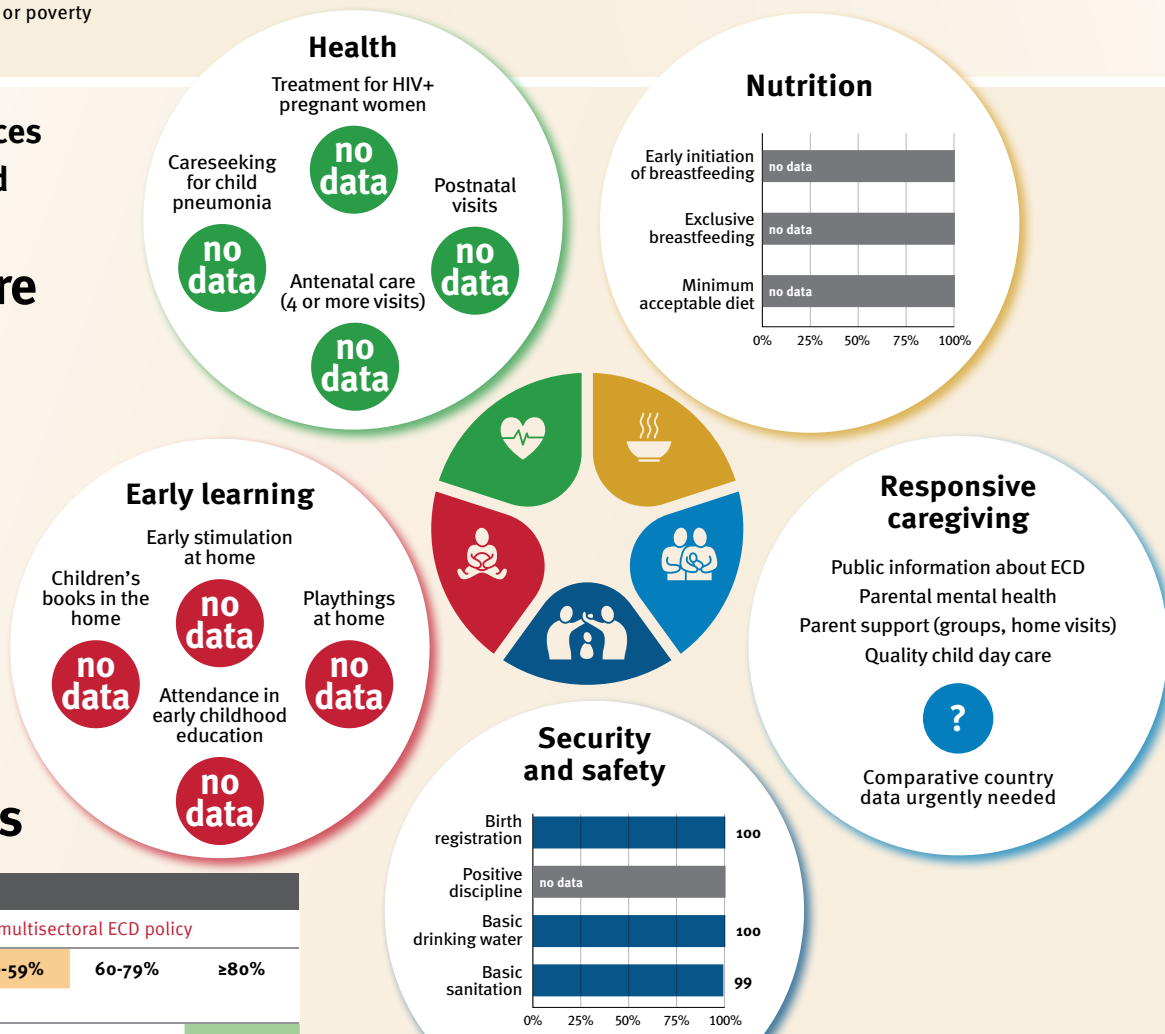 or poverty
Health
Treatment for HIV+
pregnant women
no
data
Careseeking
for child
pneumonia
no
data
Postnatal
visits
no
data
Antenatal care
(4 or more visits)
no
data
Nutrition
Early initiation
of breastfeeding
no data
Exclusive
breastfeeding
no data
Minimum
acceptable diet
no data
0% 25% 50% 75% 100%
Early learning
Early stimulation
at home
no
data
Children's
books in the
home
no
data
Playthings
at home
no
data
Attendance in
early childhood
education
no
data
Responsive
caregiving
Public information about ECD
Parental mental health
Parent support (groups, home visits)
Quality child day care
?
Comparative country
data urgently needed
Security
and safety
Birth
registration
100
Positive
discipline
no data
Basic
drinking water
100
Basic
sanitation
99
0% 25% 50% 75% 100%
multisectoral ECD policy
-59% 60-79% ≥80%